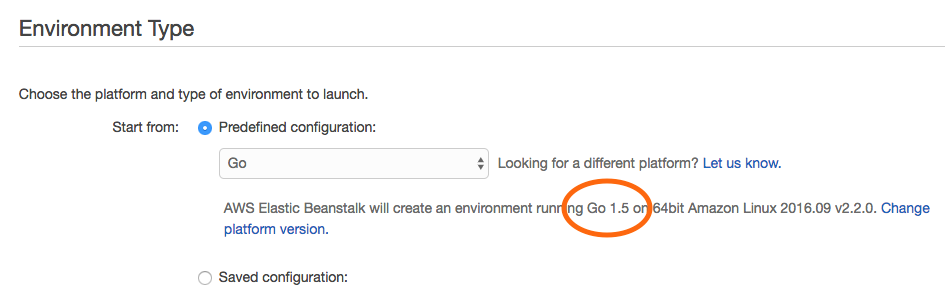 Environment Type
Choose the platform and type of environment to launch.
Start from: Predefined configuration:
Go Looking for a different platform? Let us know.
AWS Elastic Beanstalk will create an environment running Go 1.5 on 64bit Amazon Linux 2016.09 v2.2.0. Change
platform version.
Saved configuration: